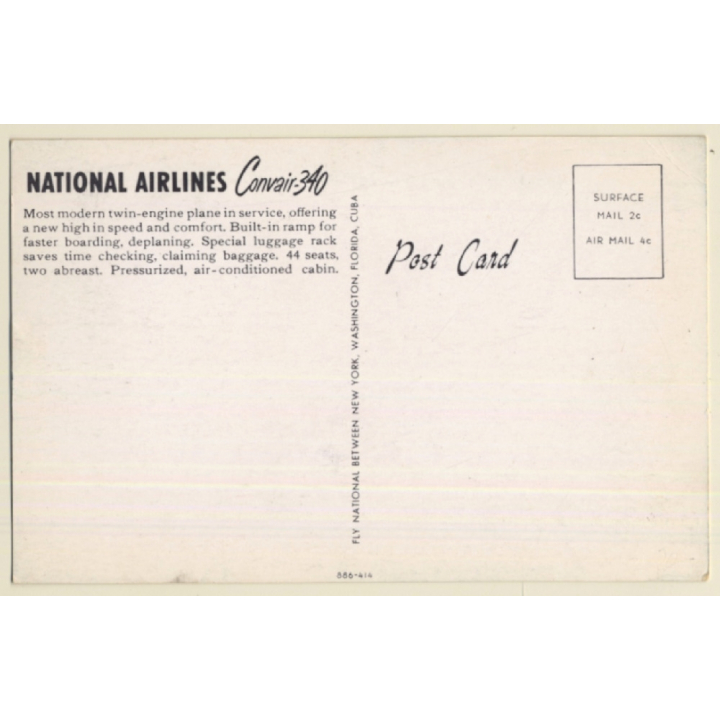 NATIONAL AIRLINES Convair-340
Most modern twin-engine plane in service, offering
a new high in speed and comfort. Built-in ramp for
faster boarding, deplaning. Special luggage rack
saves time checking, claiming baggage. 44 seats,
two abreast. Pressurized, air-conditioned cabin.
FLY NATIONAL BETWEEN NEW YORK, WASHINGTON, FLORIDA, CUBA
Post Card
SURFACE
MAIL 2c
AIR MAIL 4c
886-414